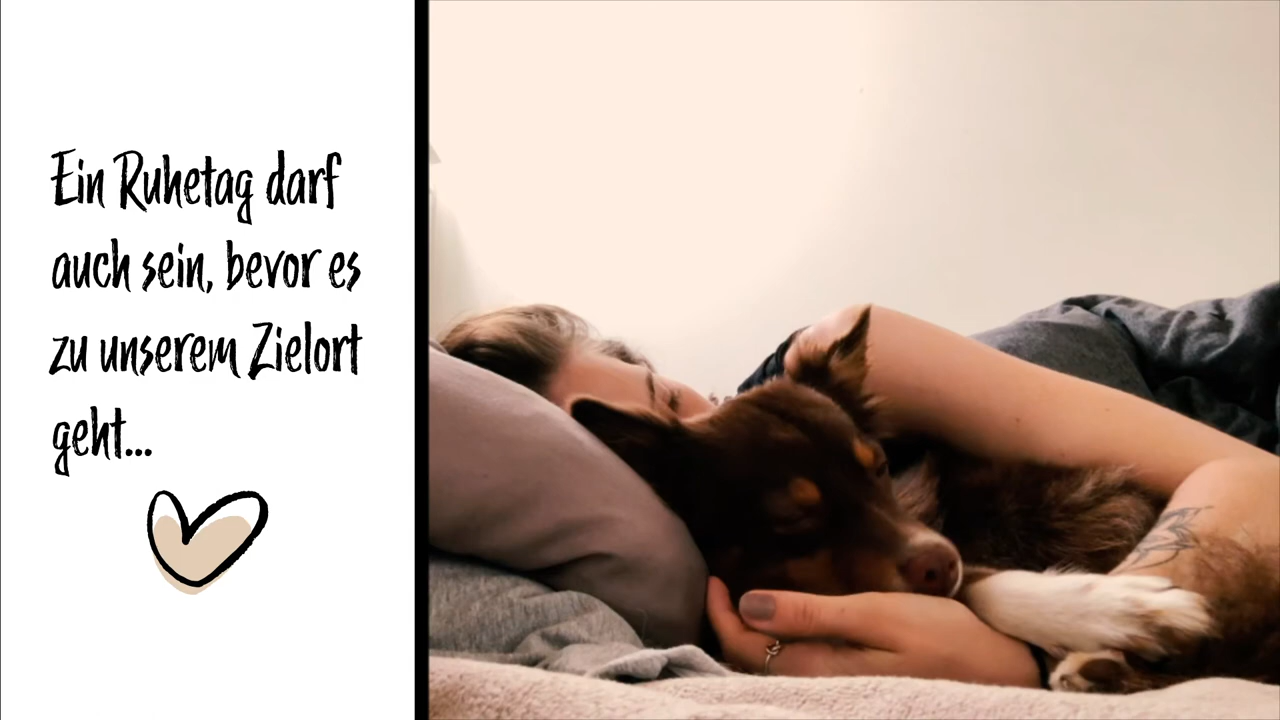 Ein Ruhetag darf
auch sein, bevor es
zu unserem Zielort
geht...